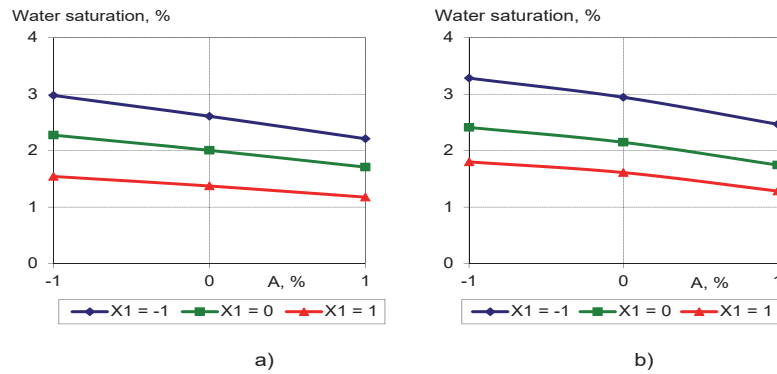 Water saturation, %
4
3
2
1
0
-1
0
A, %
1
X1 = -1
X1 = 0
X1 = 1
a)
Water saturation, %
4
3
2
1
0
-1
0
A, %
1
X1 = -1
X1 = 0
X1 = 1
b)